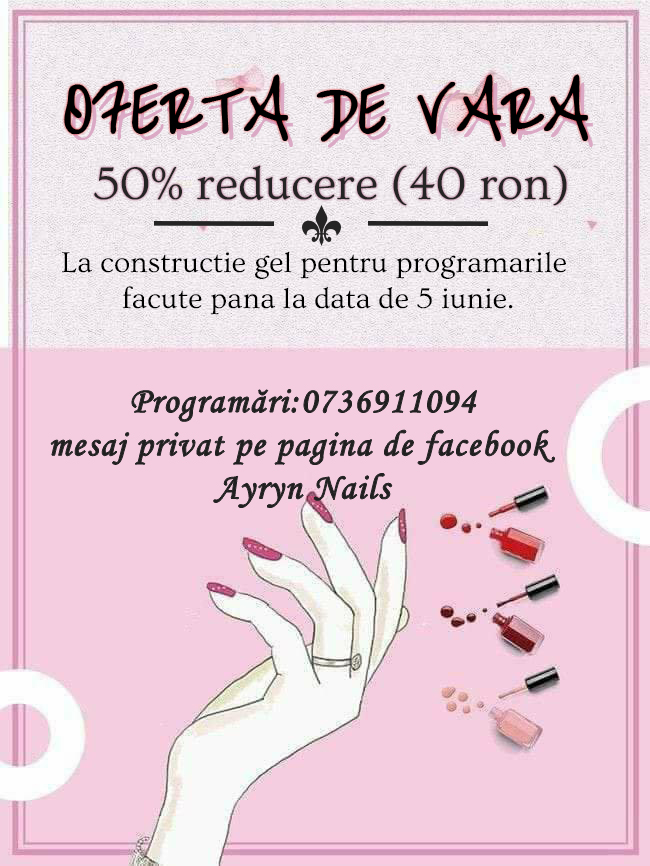 OFERTA DE VARA
50% reducere (40 ron)
La constructie gel pentru programarile
facute pana la data de 5 iunie.
Programări:0736911094
mesaj privat pe pagina de facebook
Ayryn Nails